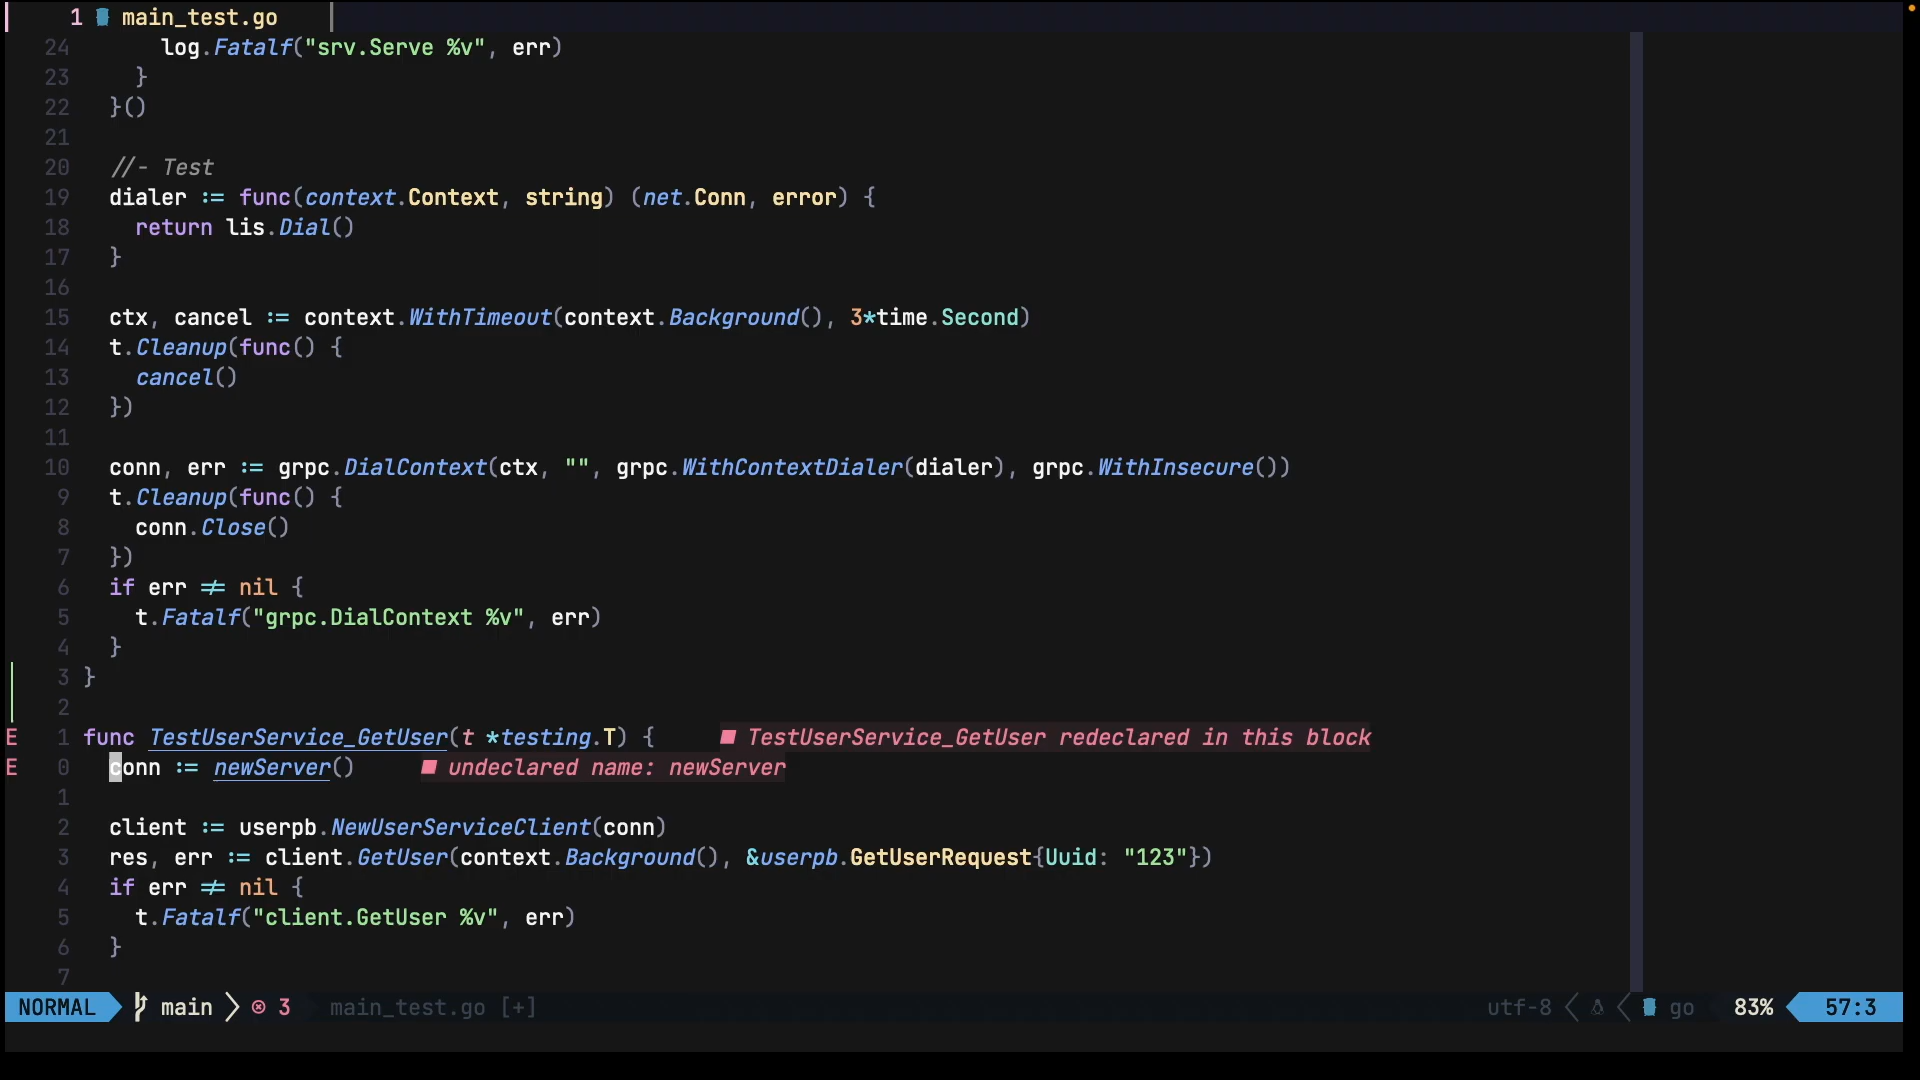 1 main_test.go
24 log.Fatalf("srv.Serve %v", err)
23 }
22 }()
21
20 //- Test
19 dialer := func(context.Context, string) (net.Conn, error) {
18 return lis.Dial()
17 }
16
15 ctx, cancel := context.WithTimeout(context.Background(), 3*time.Second)
14 t.Cleanup(func() {
13 cancel()
12 })
11
10 conn, err := grpc.DialContext(ctx, "", grpc.WithContextDialer(dialer), grpc.WithInsecure())
9 t.Cleanup(func() {
8 conn.Close()
7 })
6 if err != nil {
5 t.Fatalf("grpc.DialContext %v", err)
4 }
3 }
2
E 1 func TestUserService_GetUser(t *testing.T) { ■ TestUserService_GetUser redeclared in this block
E 0 conn := newServer() ■ undeclared name: newServer
1
2 client := userpb.NewUserServiceClient(conn)
3 res, err := client.GetUser(context.Background(), &userpb.GetUserRequest{Uuid: "123"})
4 if err != nil {
5 t.Fatalf("client.GetUser %v", err)
6 }
7
NORMAL main 3 main_test.go [+] utf-8 go 83% 57:3